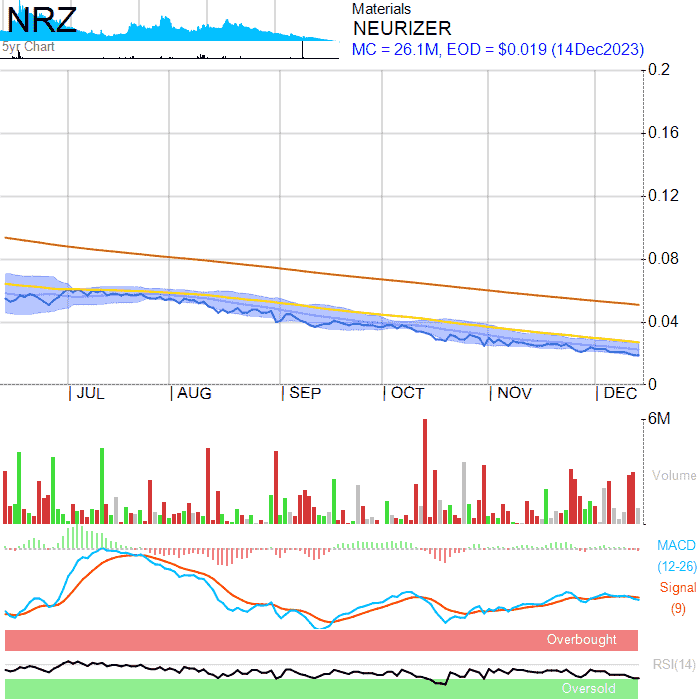 NRZ
5yr Chart
Materials
NEURIZER
MC = 26.1M, EOD = $0.019 (14Dec2023)
0.2
0.16
0.12
0.08
0.04
0
JUL AUG SEP OCT NOV DEC
6M
Volume
MACD
(12-26)
Signal
(9)
Overbought
RSI(14)
Oversold